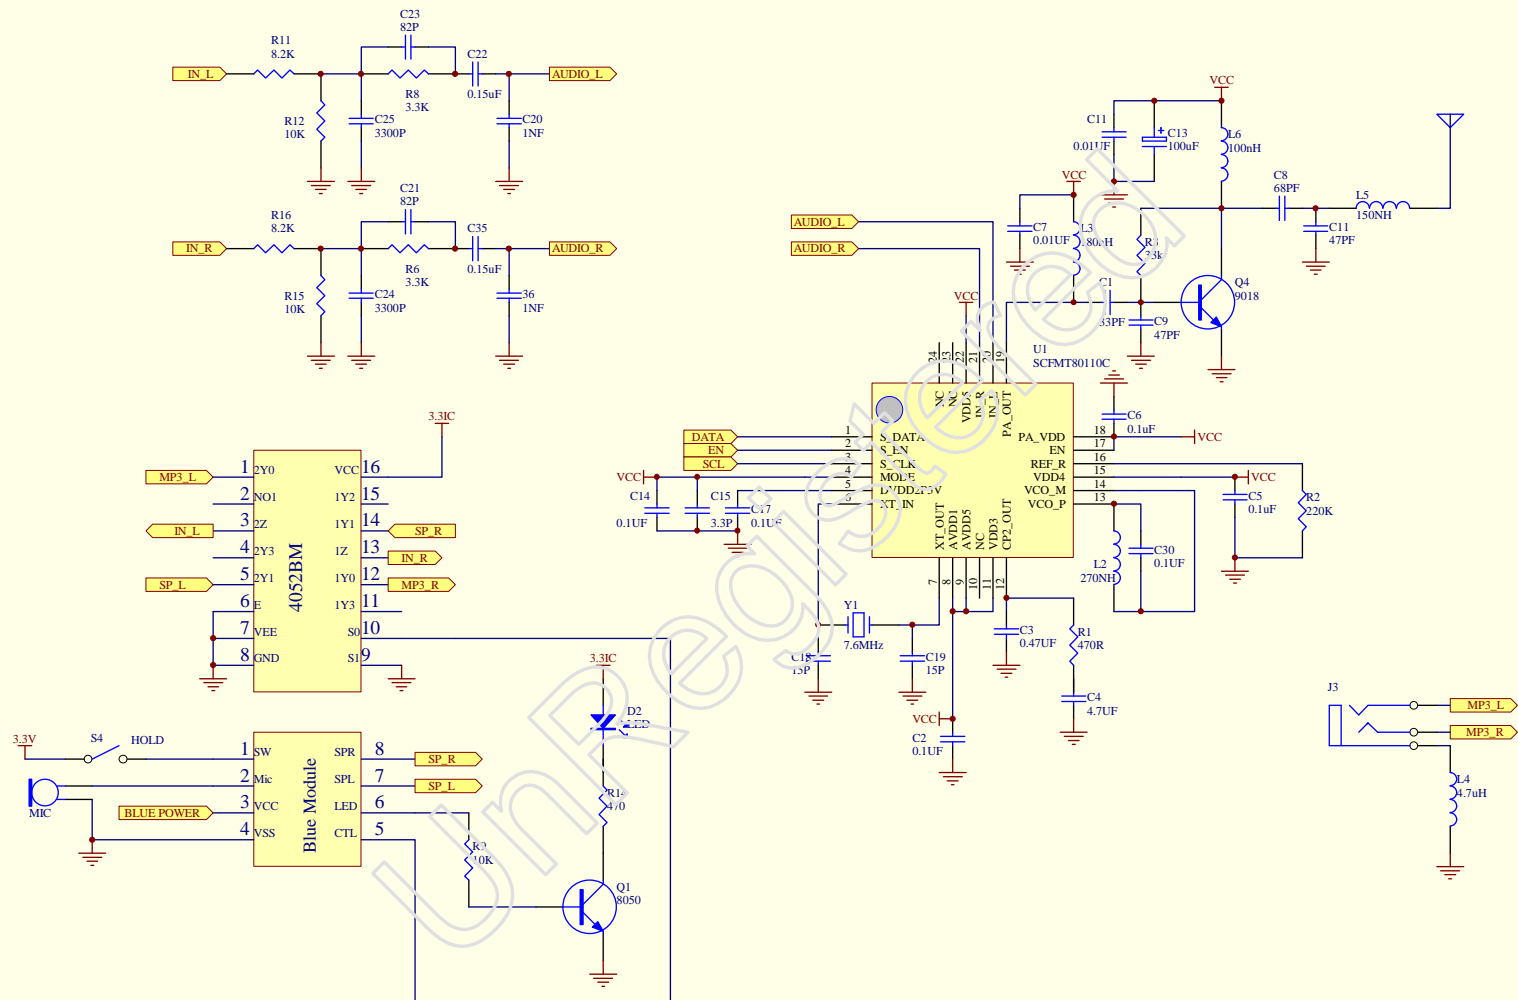 C23
82P
R11
8.2K
C22
IN_L
AUDIO_L
R8
3.3K
0.15uF
R12
10K
C25
3300P
C20
1NF
C21
82P
R16
8.2K
C35
IN_R
AUDIO_R
R6
3.3K
0.15uF
R15
10K
C24
3300P
36
1NF
VCC
C11
0.01UF
C13
100uF
L6
100nH
VCC
C8
68PF
L5
150NH
C11
47PF
AUDIO_L
AUDIO_R
C7
0.01UF
L3
R3
33k
C1
33PF
C9
47PF
Q4
9018
VCC
U1
SCFMT80110C
24 23 22 21 20 19
NC NC VDD5 IN_R IN_L PA_OUT
DATA 1 S_DATA
EN 2 S_EN
SCL 3 S_CLK
4 MODE
5 DVDD2P5V
6 XT_IN
PA_VDD 18
EN 17
REF_R 16
VDD4 15
VCO_M 14
VCO_P 13
XT_OUT AVDD1 AVDD5 NC VDD3 CP2_OUT
7 8 9 10 11 12
C6
0.1uF
VCC
VCC
C5
0.1uF
R2
220K
VCC
C14
0.1UF
C15
3.3P
C17
0.1UF
L2
270NH
C30
0.1UF
Y1
7.6MHz
C18
15P
C19
15P
C3
0.47UF
R1
470R
C4
4.7UF
VCC
C2
0.1UF
3.3IC
4052BM
MP3_L 1 2Y0
2 NO1
IN_L 3 2Z
4 2Y3
SP_L 5 2Y1
6 E
7 VEE
8 GND
VCC 16
1Y2 15
1Y1 14 SP_R
1Z 13 IN_R
1Y0 12 MP3_R
1Y3 11
S0 10
S1 9
3.3IC
D2
LED
R14
470
3.3V
S4
HOLD
MIC
BLUE POWER
Blue Module
1 SW
2 Mic
3 VCC
4 VSS
SPR 8 SP_R
SPL 7 SP_L
LED 6
CTL 5
R9
10K
Q1
8050
J3
MP3_L
MP3_R
L4
4.7uH
UnRegistered